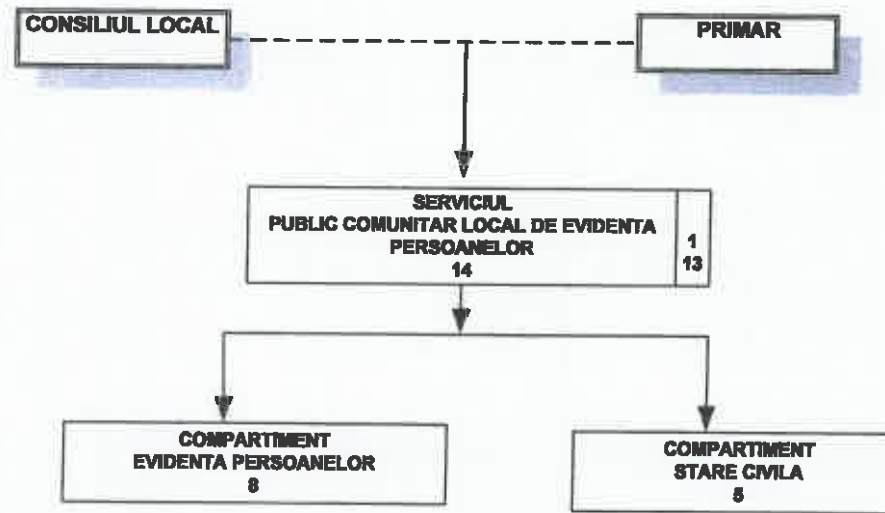 CONSILIUL LOCAL
PRIMAR
SERVICIUL
PUBLIC COMUNITAR LOCAL DE EVIDENTA
PERSOANELOR
14
1
13
COMPARTIMENT
EVIDENTA PERSOANELOR
8
COMPARTIMENT
STARE CIVILA
5